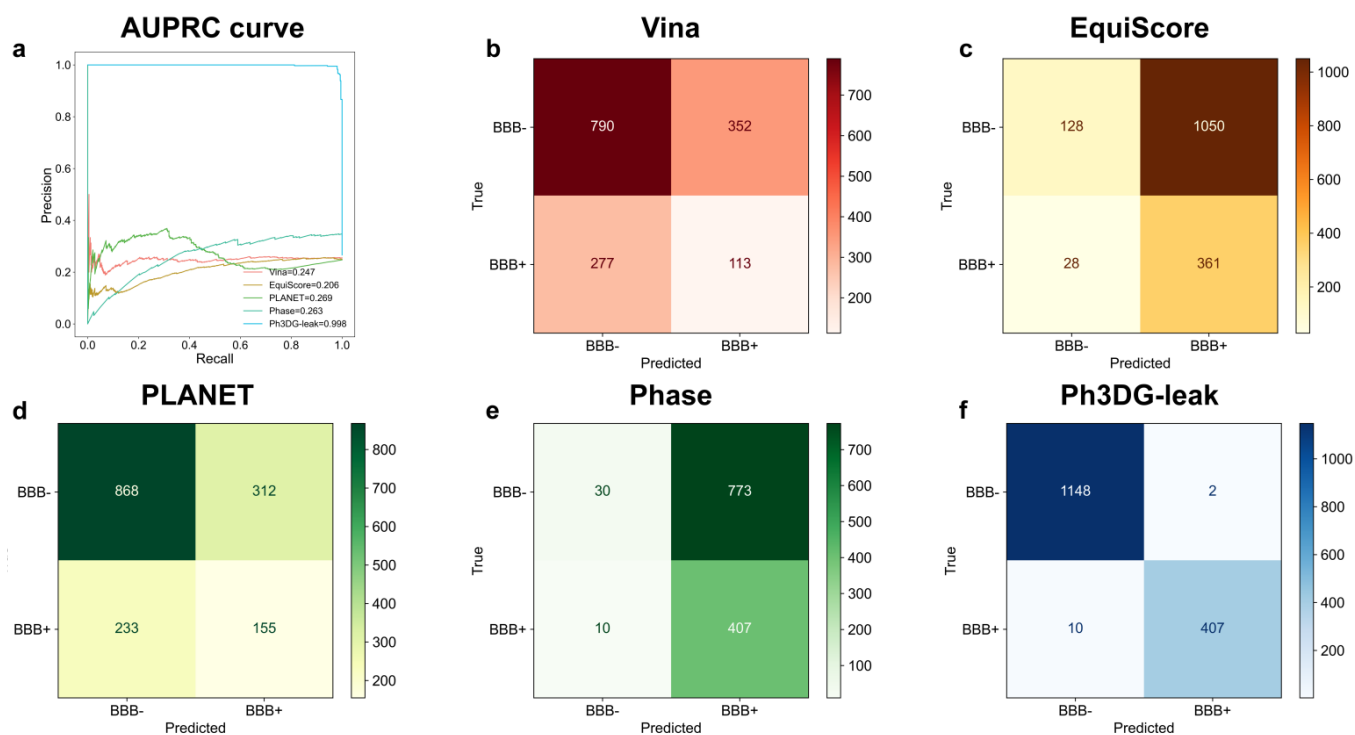 AUPRC curve
a
1.0
0.8
0.6
0.4
0.2
0.0
Precision
Vina=0.247
EquiScore=0.206
PLANET=0.269
Phase=0.263
Ph3DG-leak=0.998
0.0 0.2 0.4 0.6 0.8 1.0
Recall
Vina
b
BBB-
BBB+
True
790 352
277 113
BBB- BBB+
Predicted
700
600
500
400
300
200
EquiScore
c
BBB-
BBB+
True
128 1050
28 361
BBB- BBB+
Predicted
1000
800
600
400
200
PLANET
d
BBB-
BBB+
868 312
233 155
BBB- BBB+
Predicted
800
700
600
500
400
300
200
Phase
e
BBB-
BBB+
True
30 773
10 407
BBB- BBB+
Predicted
700
600
500
400
300
200
100
Ph3DG-leak
f
BBB-
BBB+
True
1148 2
10 407
BBB- BBB+
Predicted
1000
800
600
400
200